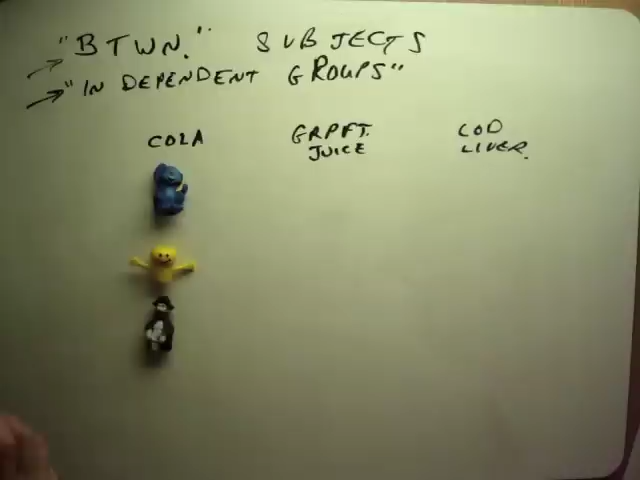 "BTWN." SUBJECTS
"INDEPENDENT GROUPS"
COLA
GRPFT.
JUICE
COD
LIVER.